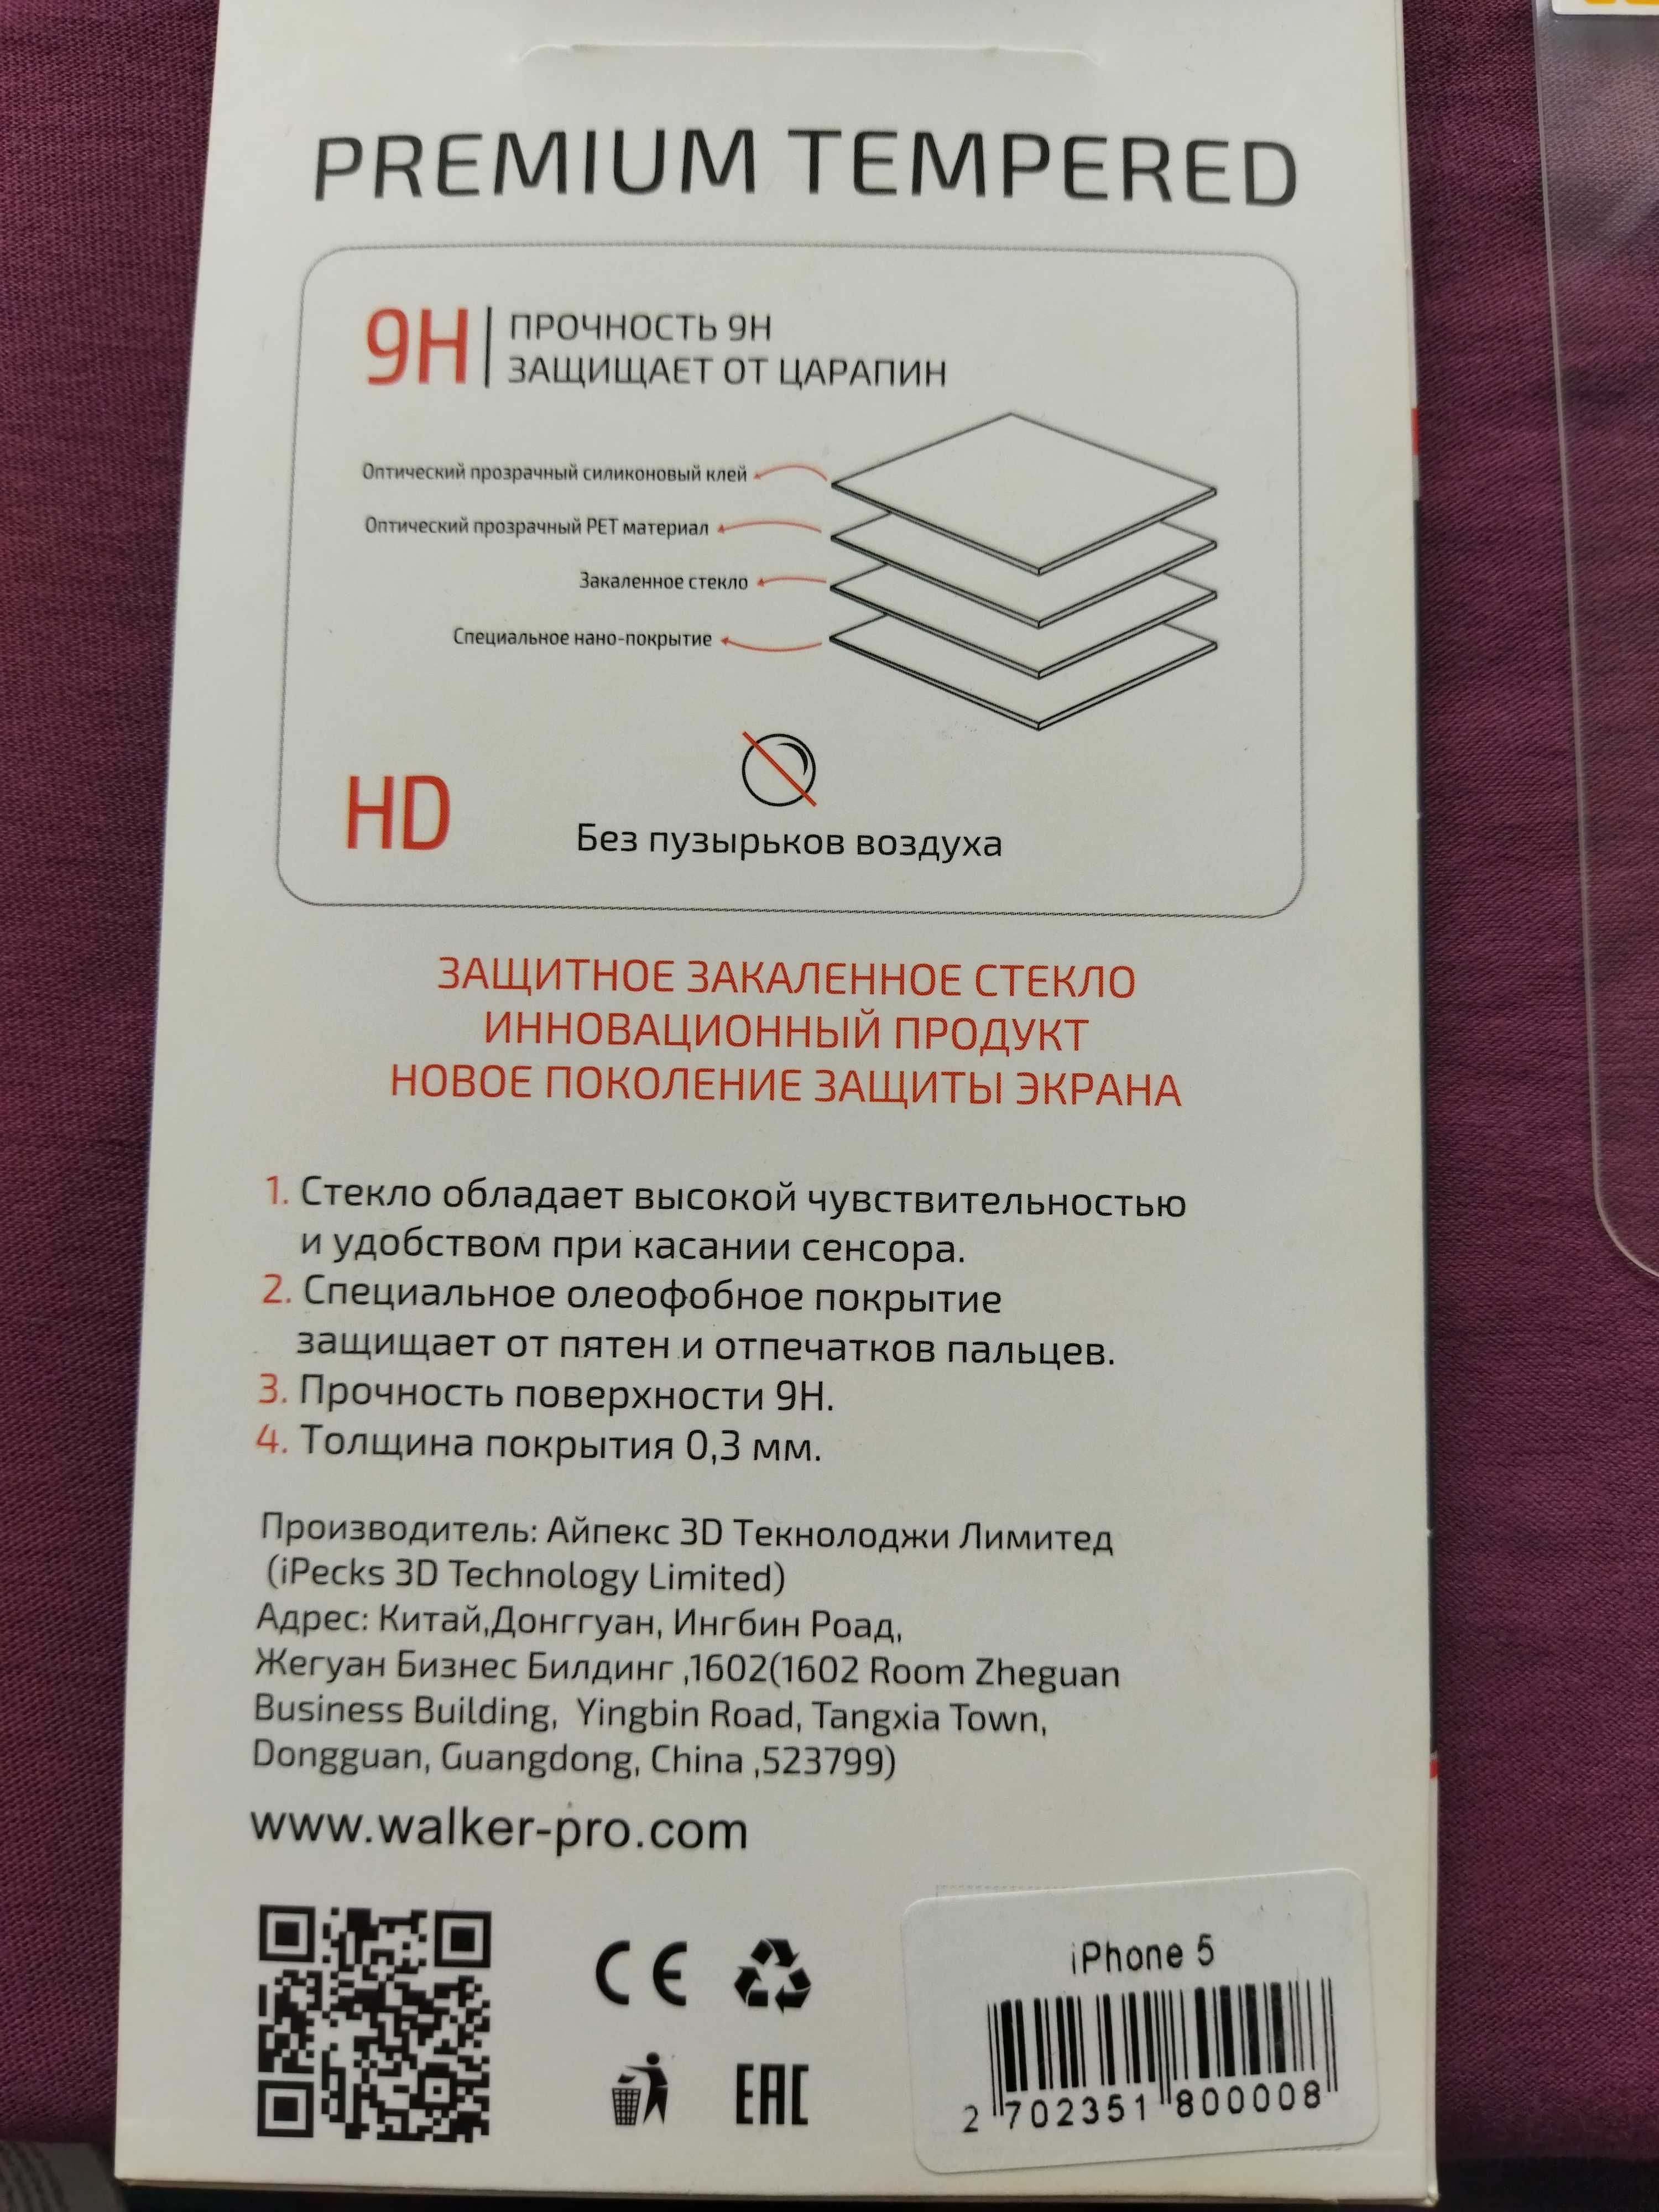 PREMIUM TEMPERED
9H
ПРОЧНОСТЬ 9H
ЗАЩИЩАЕТ ОТ ЦАРАПИН
Оптический прозрачный силиконовый клей
Оптический прозрачный PET материал
Закаленное стекло
Специальное нано-покрытие
HD
Без пузырьков воздуха
ЗАЩИТНОЕ ЗАКАЛЕННОЕ СТЕКЛО
ИННОВАЦИОННЫЙ ПРОДУКТ
НОВОЕ ПОКОЛЕНИЕ ЗАЩИТЫ ЭКРАНА
1. Стекло обладает высокой чувствительностью
и удобством при касании сенсора.
2. Специальное олеофобное покрытие
защищает от пятен и отпечатков пальцев.
3. Прочность поверхности 9H.
4. Толщина покрытия 0,3 мм.
Производитель: Айпекс 3D Текнолоджи Лимитед
(iPecks 3D Technology Limited)
Адрес: Китай,Донггуан, Ингбин Роад,
Жегуан Бизнес Билдинг ,1602(1602 Room Zheguan
Business Building, Yingbin Road, Tangxia Town,
Dongguan, Guangdong, China ,523799)
www.walker-pro.com
CE
EAC
iPhone 5
2 702351 800008